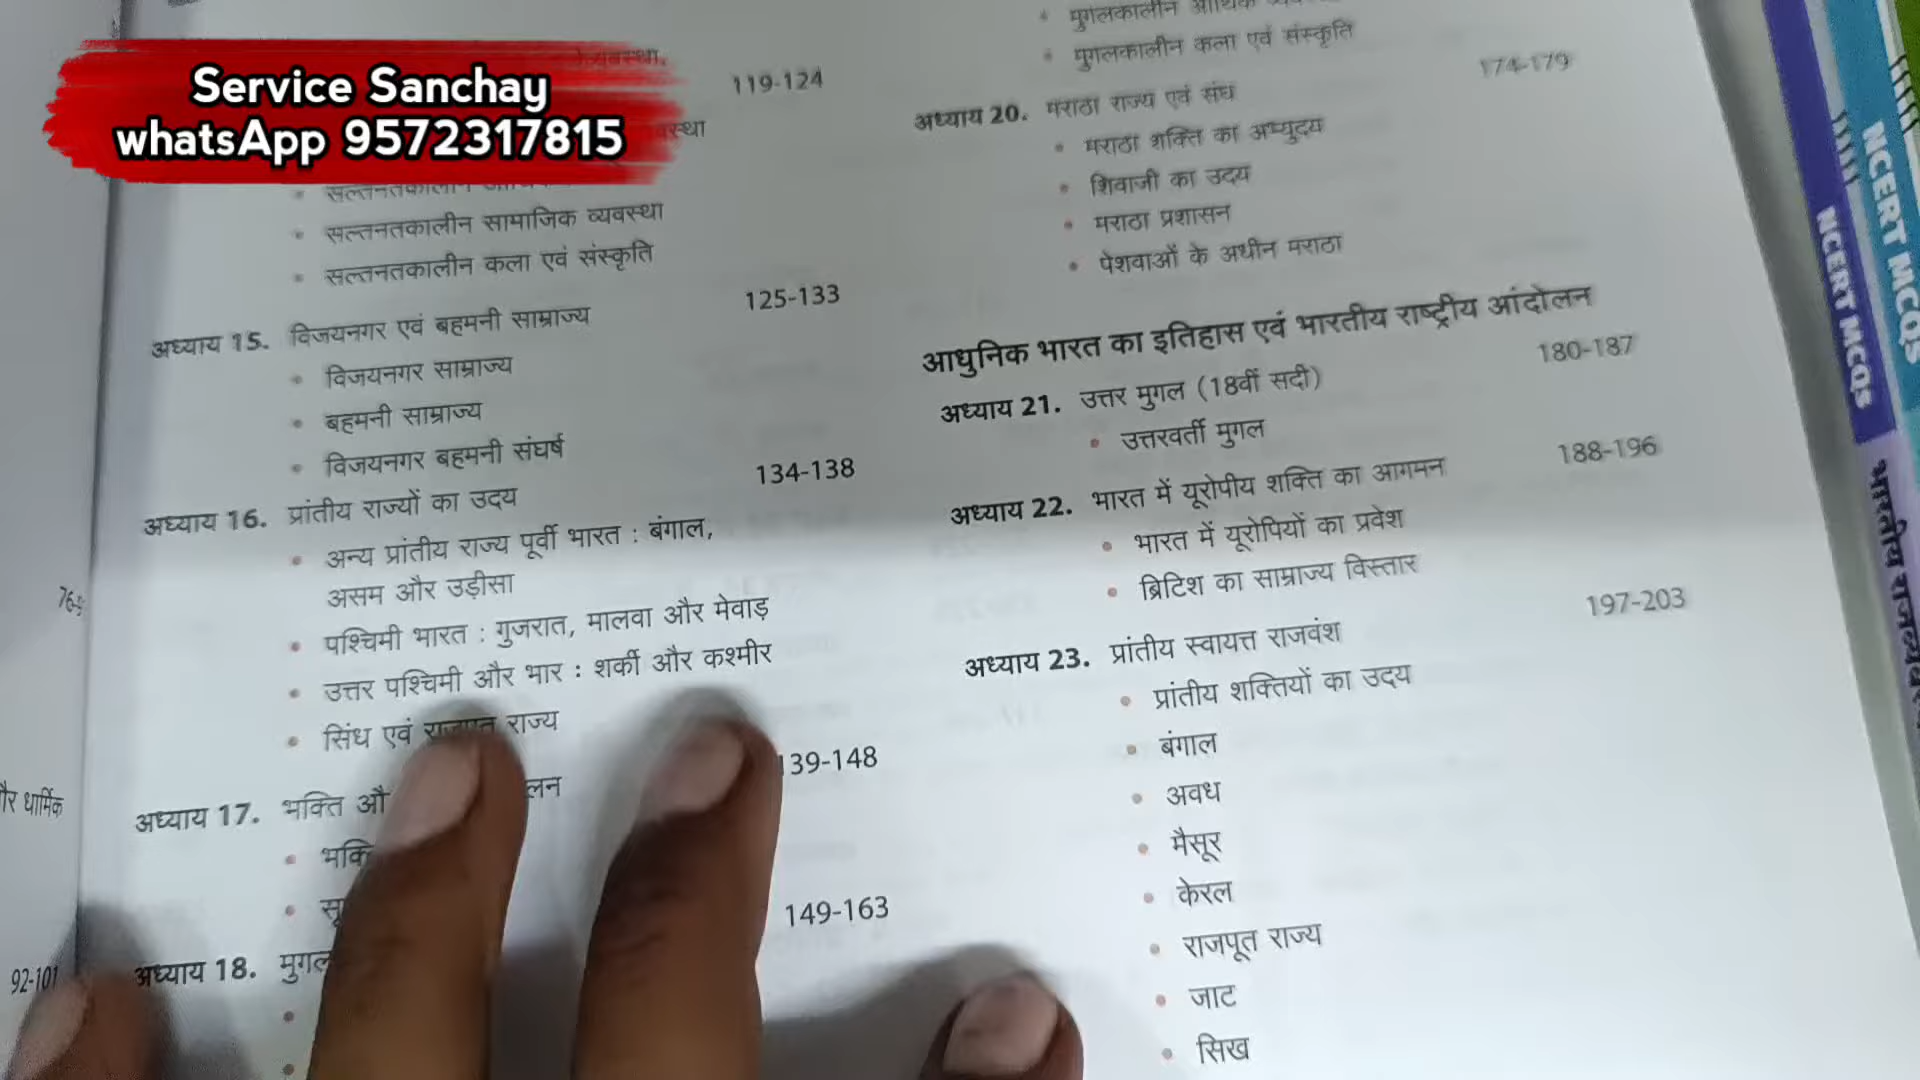 Service Sanchay
whatsApp 9572317815
119-124
सल्तनतकालीन सामाजिक व्यवस्था
सल्तनतकालीन कला एवं संस्कृति
अध्याय 15. विजयनगर एवं बहमनी साम्राज्य 125-133
• विजयनगर साम्राज्य
• बहमनी साम्राज्य
• विजयनगर बहमनी संघर्ष
अध्याय 16. प्रांतीय राज्यों का उदय 134-138
• अन्य प्रांतीय राज्य पूर्वी भारत : बंगाल,
असम और उड़ीसा
• पश्चिमी भारत : गुजरात, मालवा और मेवाड़
• उत्तर पश्चिमी और भार : शर्की और कश्मीर
• सिंध एवं राज्य
अध्याय 17. भक्ति 139-148
अध्याय 18. 149-163
76-
और धार्मिक
92-101
मुगलकालीन
• मुगलकालीन कला एवं संस्कृति
अध्याय 20. मराठा राज्य एवं संघ 174-179
• मराठा शक्ति का अभ्युदय
• शिवाजी का उदय
• मराठा प्रशासन
• पेशवाओं के अधीन मराठा
आधुनिक भारत का इतिहास एवं भारतीय राष्ट्रीय आंदोलन
अध्याय 21. उत्तर मुगल (18वीं सदी) 180-187
• उत्तरवर्ती मुगल
अध्याय 22. भारत में यूरोपीय शक्ति का आगमन 188-196
• भारत में यूरोपियों का प्रवेश
• ब्रिटिश का साम्राज्य विस्तार
अध्याय 23. प्रांतीय स्वायत्त राजवंश 197-203
• प्रांतीय शक्तियों का उदय
• बंगाल
• अवध
• मैसूर
• केरल
• राजपूत राज्य
• जाट
• सिख
NCERT MCQs
NCERT MCQs
भारतीय